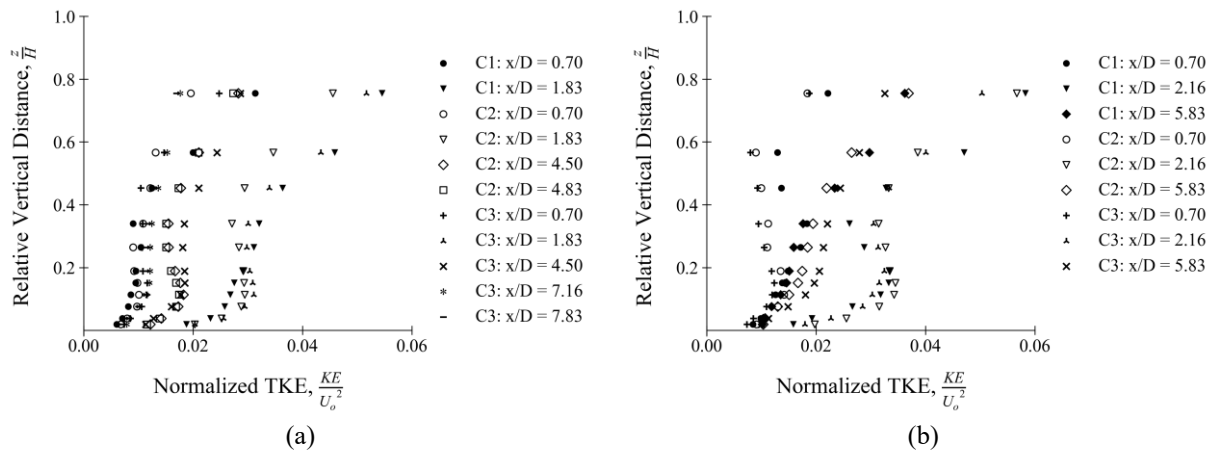 1.0
0.8
0.6
0.4
0.2
0.00
0.02
0.04
0.06
Relative Vertical Distance, z/H
Normalized TKE, KE/U_o^2
C1: x/D = 0.70
C1: x/D = 1.83
C2: x/D = 0.70
C2: x/D = 1.83
C2: x/D = 4.50
C2: x/D = 4.83
C3: x/D = 0.70
C3: x/D = 1.83
C3: x/D = 4.50
C3: x/D = 7.16
C3: x/D = 7.83
(a)
1.0
0.8
0.6
0.4
0.2
0.00
0.02
0.04
0.06
Relative Vertical Distance, z/H
Normalized TKE, KE/U_o^2
C1: x/D = 0.70
C1: x/D = 2.16
C1: x/D = 5.83
C2: x/D = 0.70
C2: x/D = 2.16
C2: x/D = 5.83
C3: x/D = 0.70
C3: x/D = 2.16
C3: x/D = 5.83
(b)